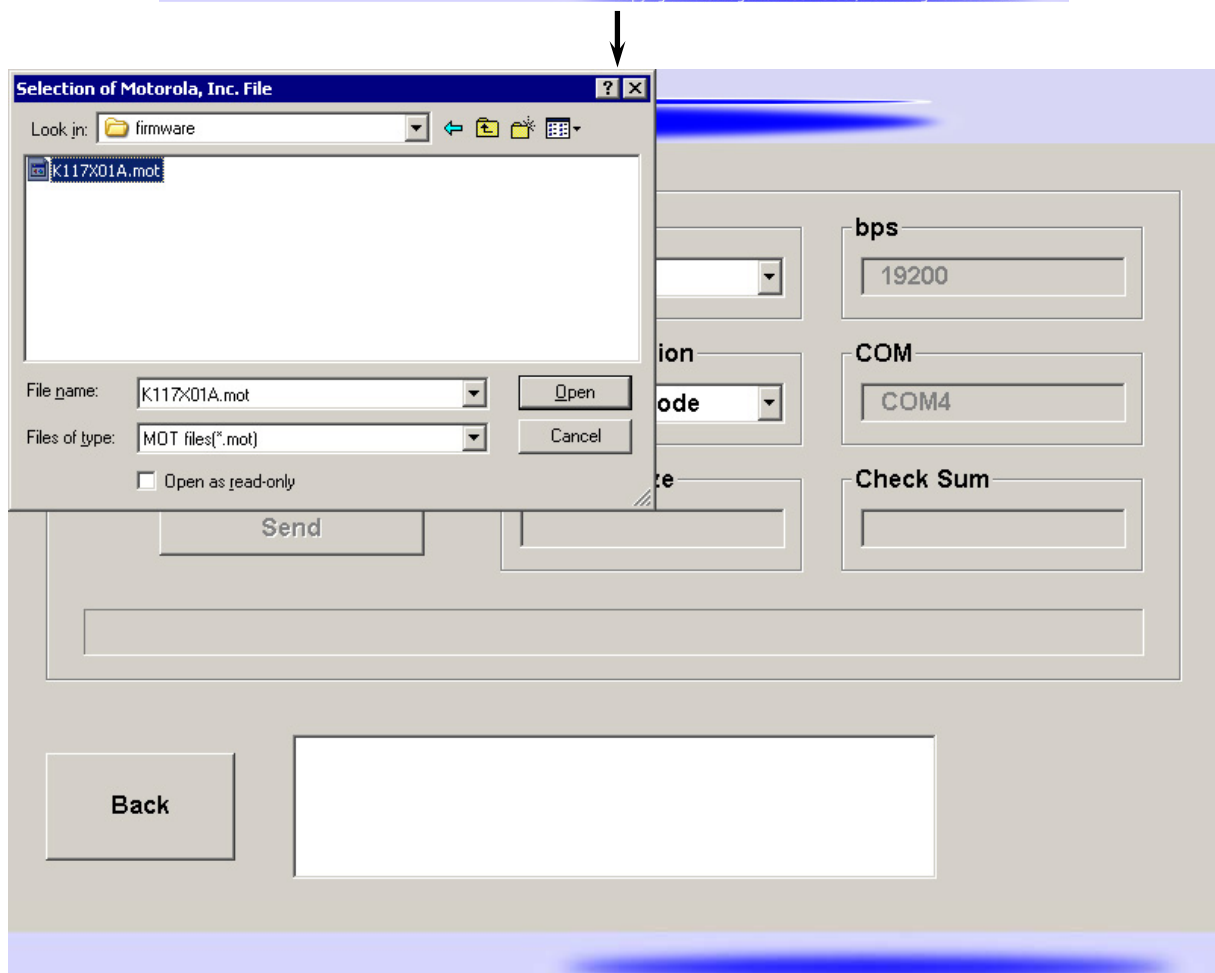 Selection of Motorola, Inc. File
Look in: firmware
K117X01A.mot
File name: K117X01A.mot Open
Files of type: MOT files(*.mot) Cancel
Open as read-only
bps
19200
ion
ode
COM
COM4
ze
Check Sum
Send
Back